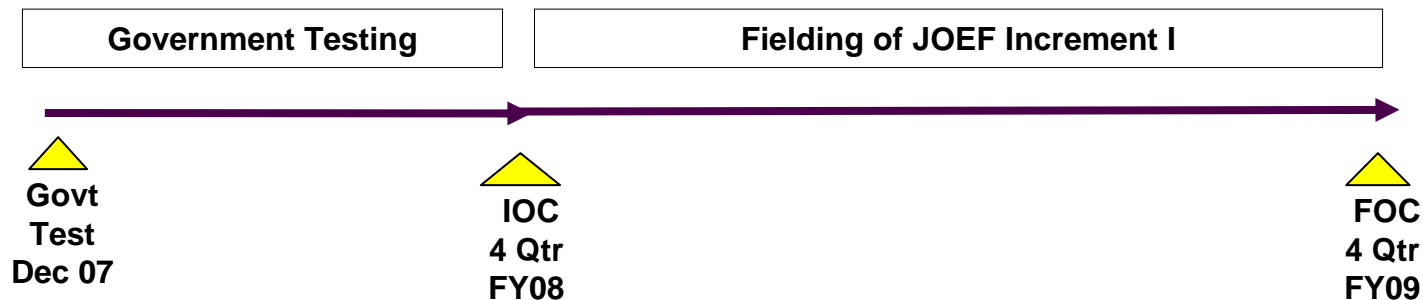 Government Testing
Fielding of JOEF Increment I
Govt
Test
Dec 07
IOC
4 Qtr
FY08
FOC
4 Qtr
FY09